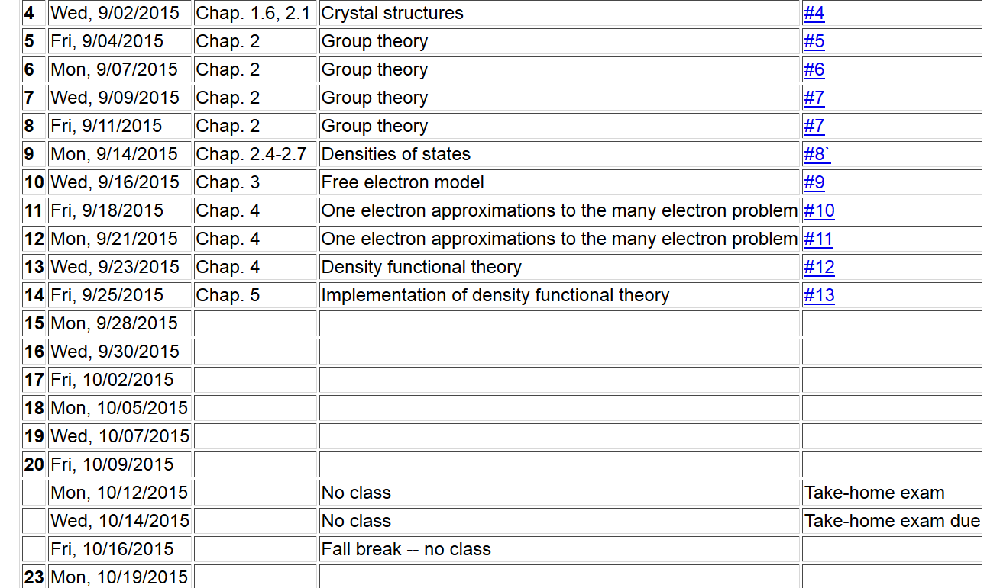 4 Wed, 9/02/2015 Chap. 1.6, 2.1 Crystal structures #4
5 Fri, 9/04/2015 Chap. 2 Group theory #5
6 Mon, 9/07/2015 Chap. 2 Group theory #6
7 Wed, 9/09/2015 Chap. 2 Group theory #7
8 Fri, 9/11/2015 Chap. 2 Group theory #7
9 Mon, 9/14/2015 Chap. 2.4-2.7 Densities of states #8`
10 Wed, 9/16/2015 Chap. 3 Free electron model #9
11 Fri, 9/18/2015 Chap. 4 One electron approximations to the many electron problem #10
12 Mon, 9/21/2015 Chap. 4 One electron approximations to the many electron problem #11
13 Wed, 9/23/2015 Chap. 4 Density functional theory #12
14 Fri, 9/25/2015 Chap. 5 Implementation of density functional theory #13
15 Mon, 9/28/2015
16 Wed, 9/30/2015
17 Fri, 10/02/2015
18 Mon, 10/05/2015
19 Wed, 10/07/2015
20 Fri, 10/09/2015
Mon, 10/12/2015 No class Take-home exam
Wed, 10/14/2015 No class Take-home exam due
Fri, 10/16/2015 Fall break -- no class
23 Mon, 10/19/2015